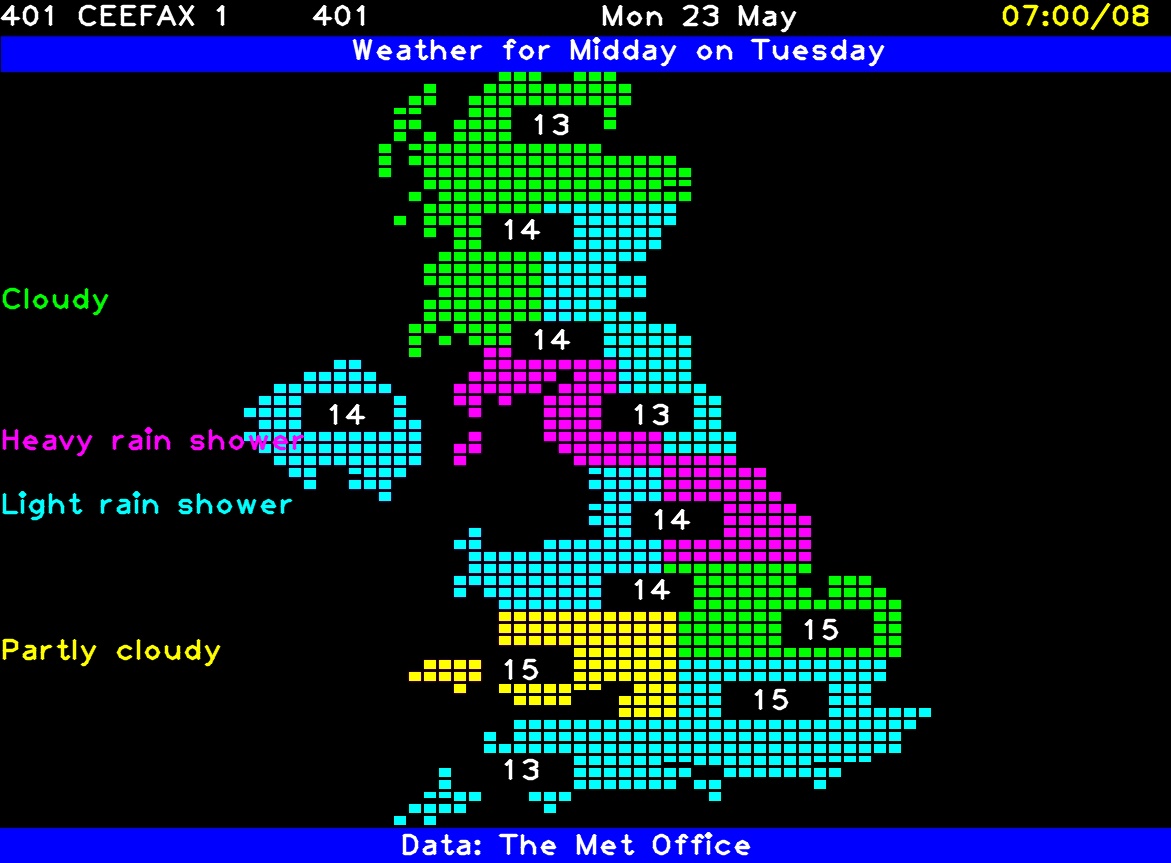 401 CEEFAX 1 401 Mon 23 May 07:00/08
Weather for Midday on Tuesday
13
14
Cloudy
14
14
13
Heavy rain shower
Light rain shower
14
14
15
Partly cloudy
15
15
13
Data: The Met Office